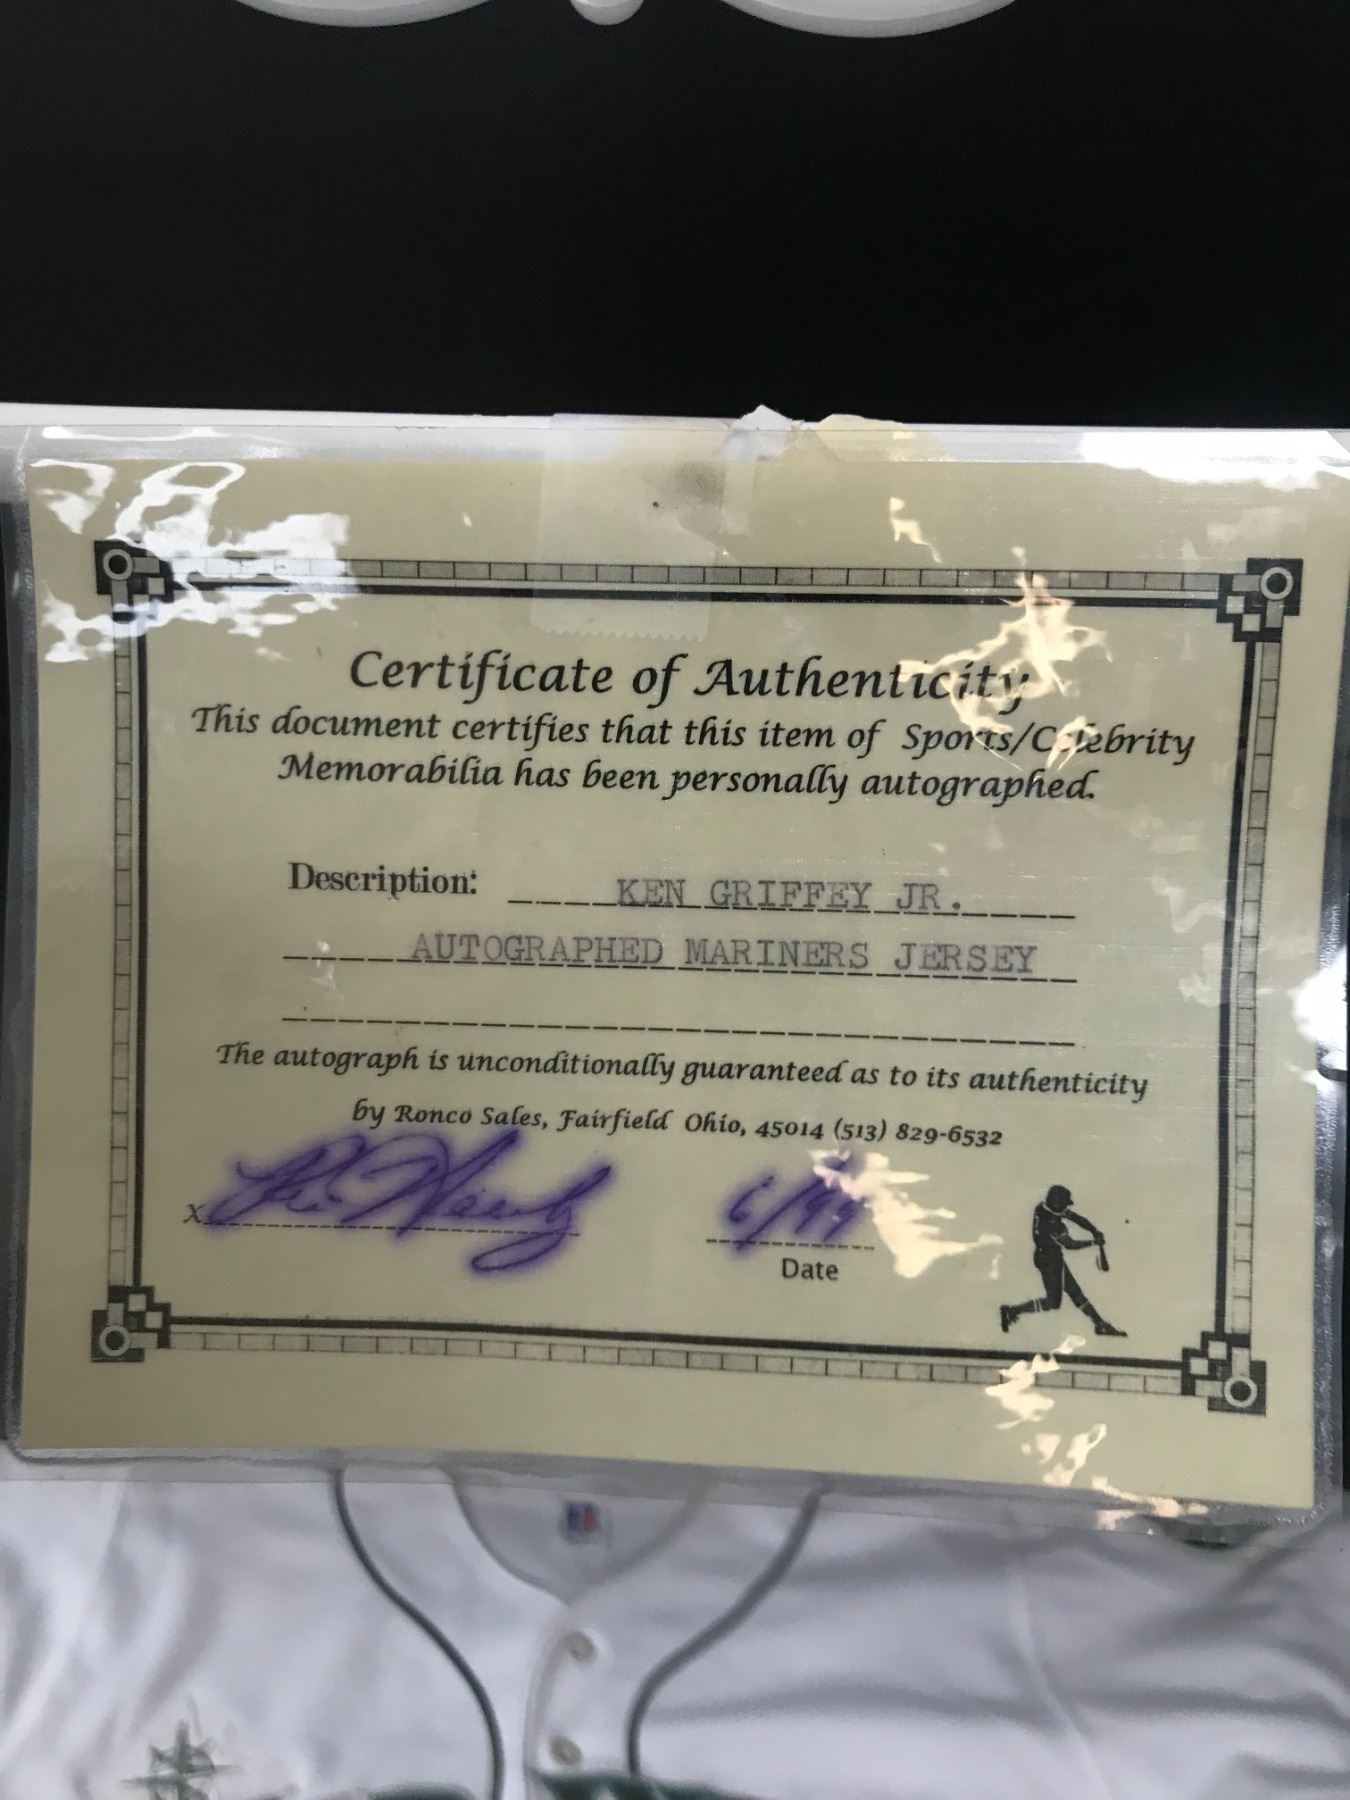 Certificate of Authenticity
This document certifies that this item of Sports/Celebrity
Memorabilia has been personally autographed.
Description: KEN GRIFFEY JR.
AUTOGRAPHED MARINERS JERSEY
The autograph is unconditionally guaranteed as to its authenticity
by Ronco Sales, Fairfield Ohio, 45014 (513) 829-6532
x 6/99
Date